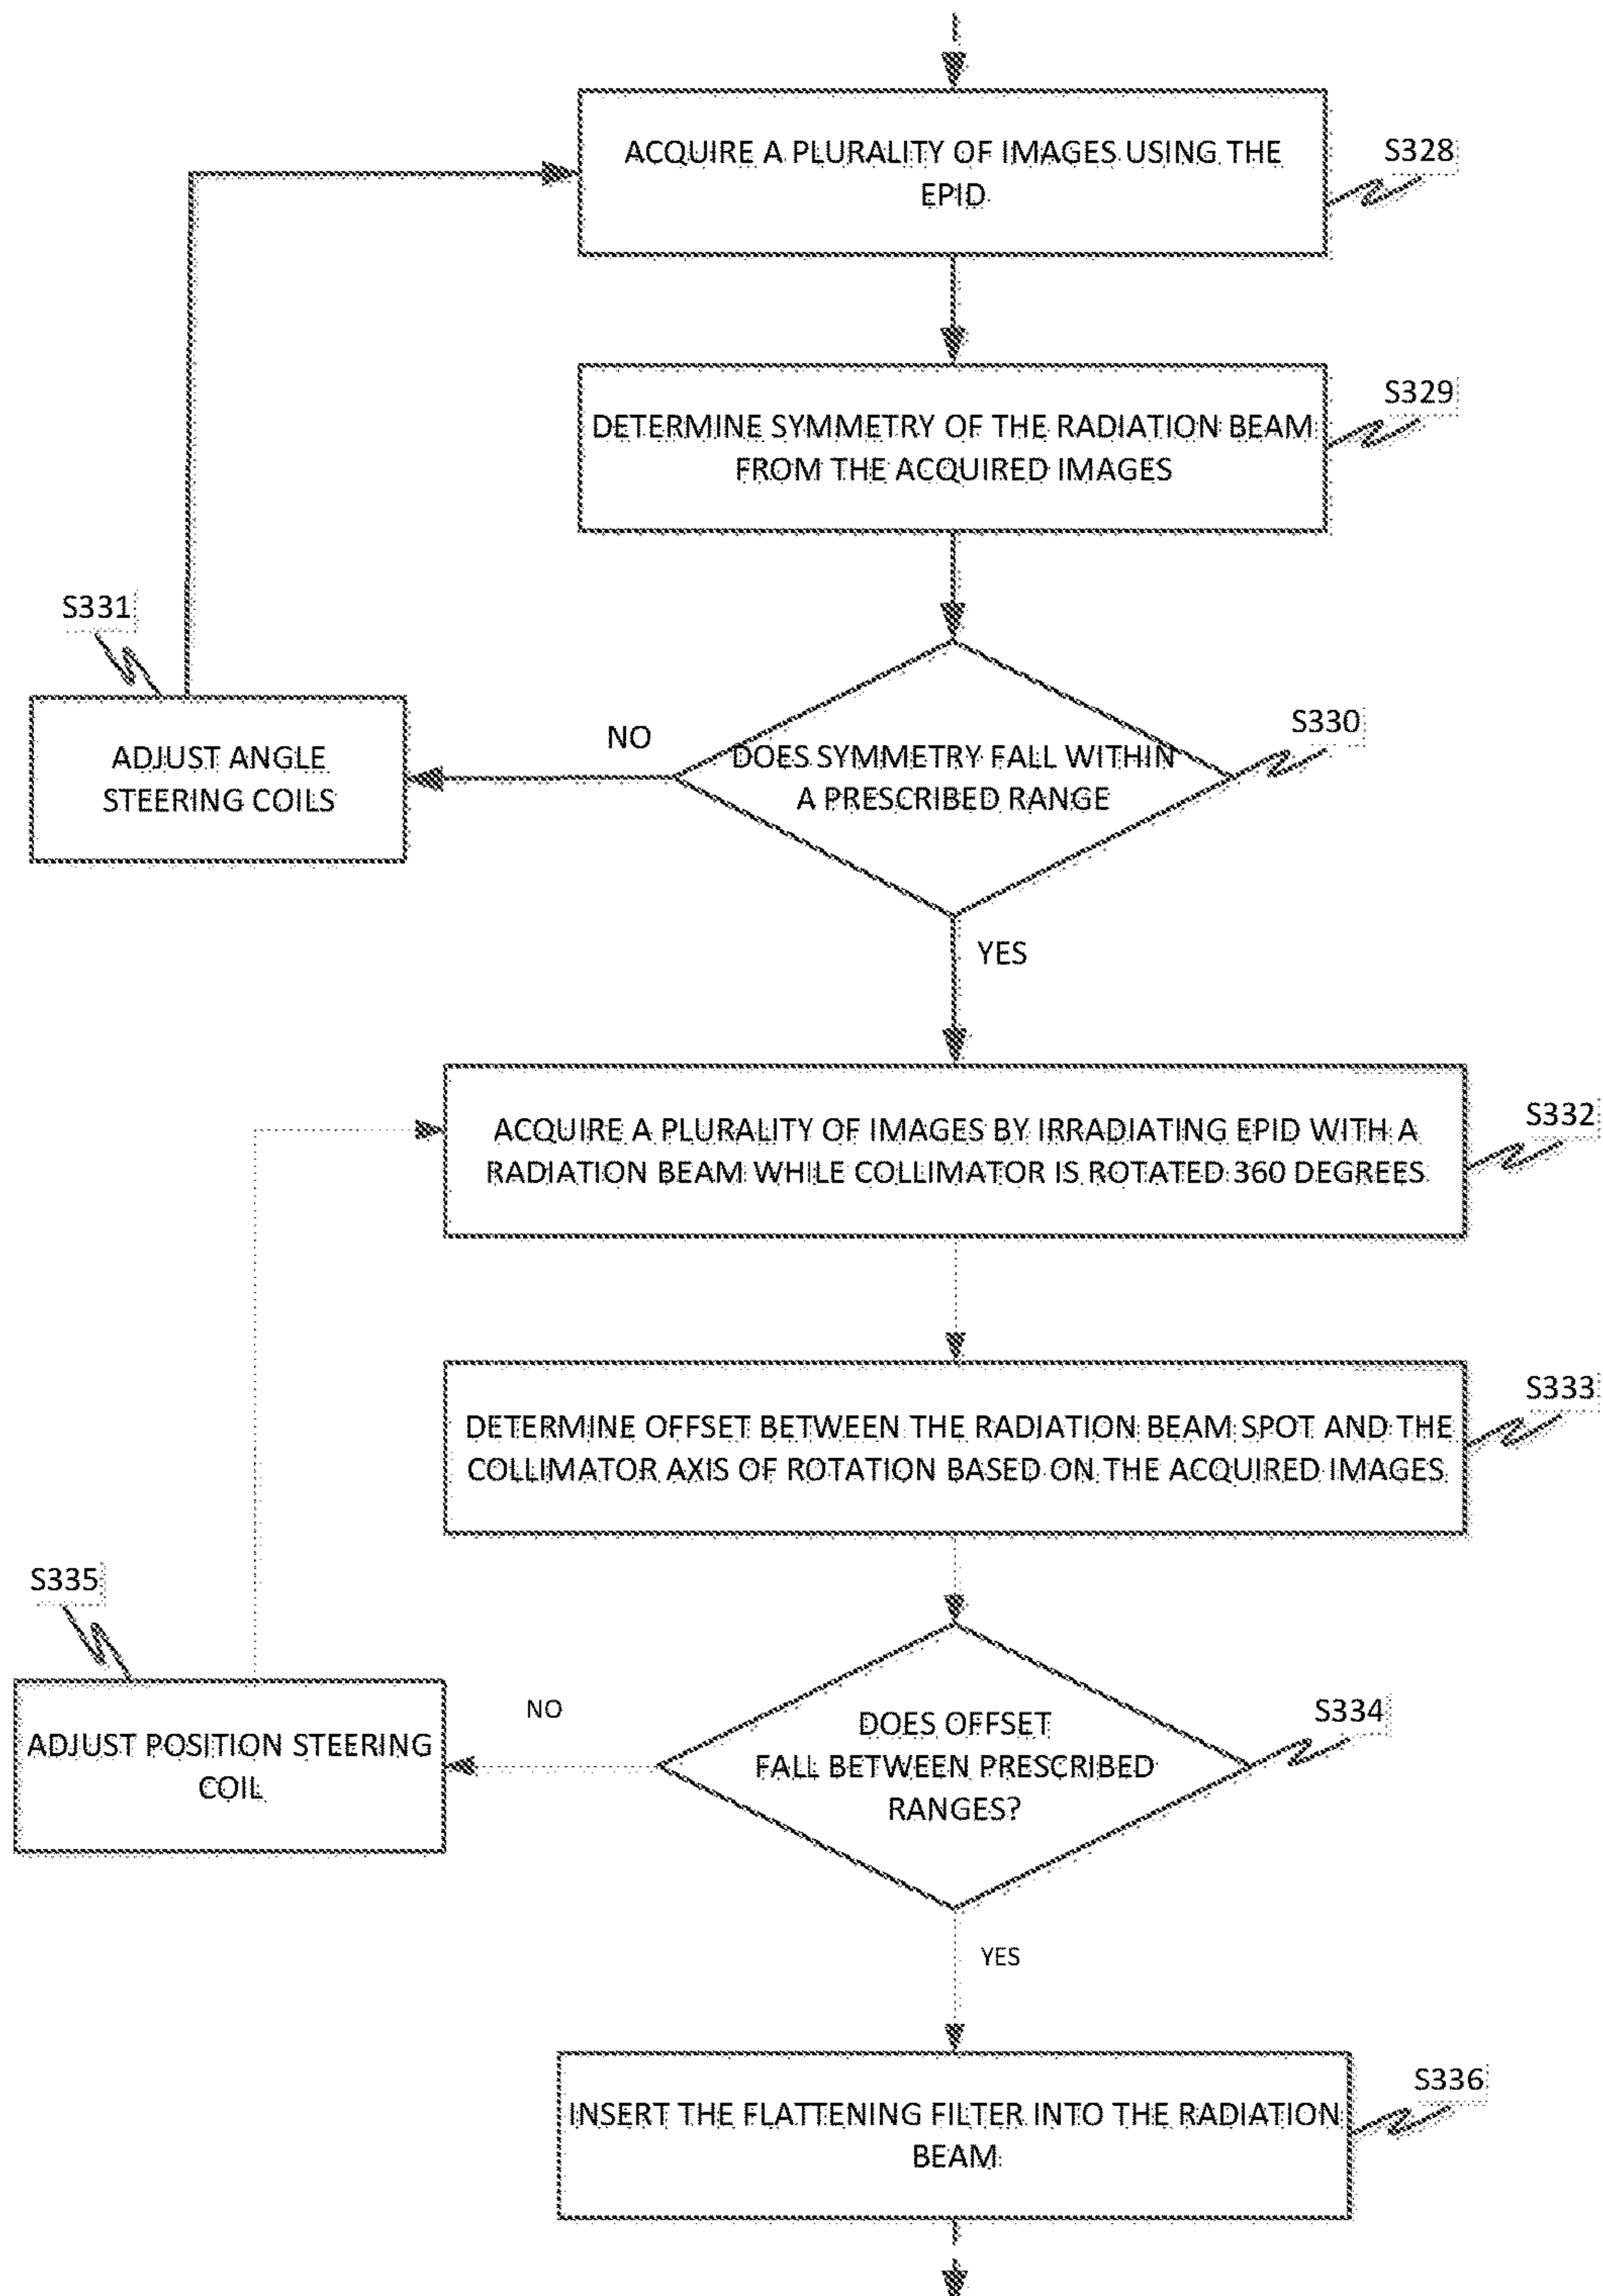 ACQUIRE A PLURALITY OF IMAGES USING THE
EPID
S328
DETERMINE SYMMETRY OF THE RADIATION BEAM
FROM THE ACQUIRED IMAGES
S329
S331
ADJUST ANGLE
STEERING COILS
NO
DOES SYMMETRY FALL WITHIN
A PRESCRIBED RANGE
S330
YES
ACQUIRE A PLURALITY OF IMAGES BY IRRADIATING EPID WITH A
RADIATION BEAM WHILE COLLIMATOR IS ROTATED 360 DEGREES
S332
DETERMINE OFFSET BETWEEN THE RADIATION BEAM SPOT AND THE
COLLIMATOR AXIS OF ROTATION BASED ON THE ACQUIRED IMAGES
S333
S335
ADJUST POSITION STEERING
COIL
NO
DOES OFFSET
FALL BETWEEN PRESCRIBED
RANGES?
S334
YES
INSERT THE FLATTENING FILTER INTO THE RADIATION
BEAM
S336